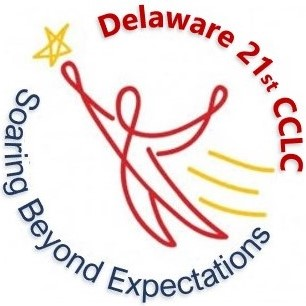 Delaware 21st CCLC
Soaring Beyond Expectations